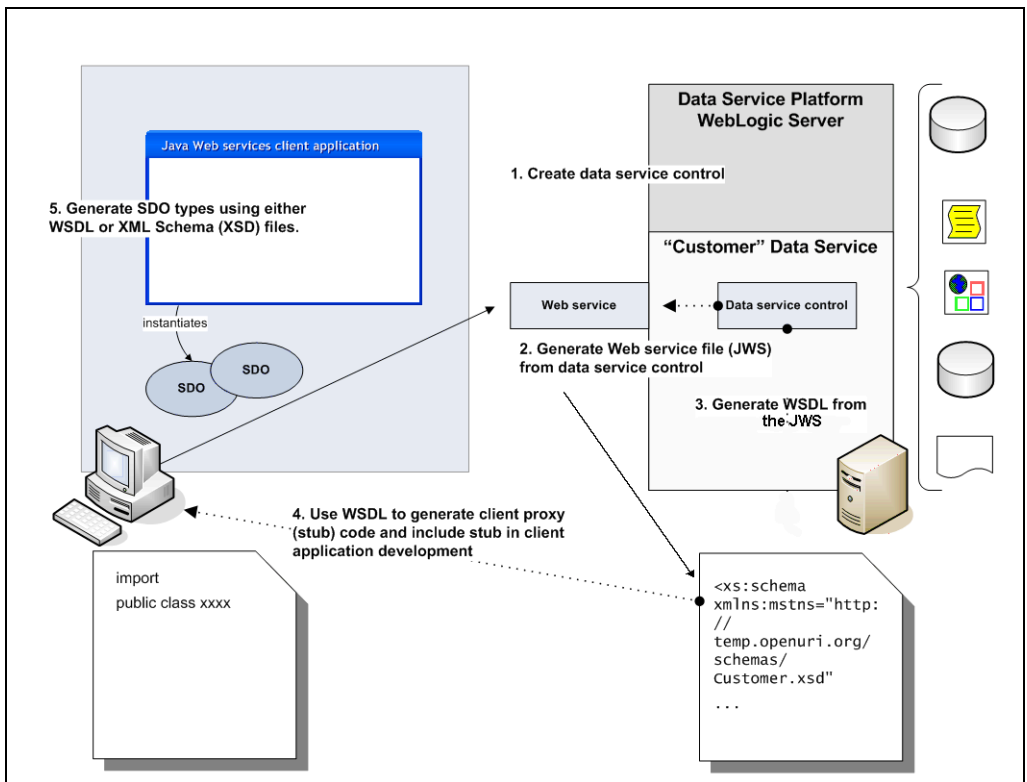 Data Service Platform
WebLogic Server
Java Web services client application
1. Create data service control
5. Generate SDO types using either
WSDL or XML Schema (XSD) files.
“Customer” Data Service
Web service
Data service control
instantiates
2. Generate Web service file (JWS)
from data service control
SDO
SDO
3. Generate WSDL from
the JWS
4. Use WSDL to generate client proxy
(stub) code and include stub in client
application development
import
public class xxxx
<xs:schema
xmlns:mstns="http:
//
temp.openuri.org/
schemas/
Customer.xsd"
...